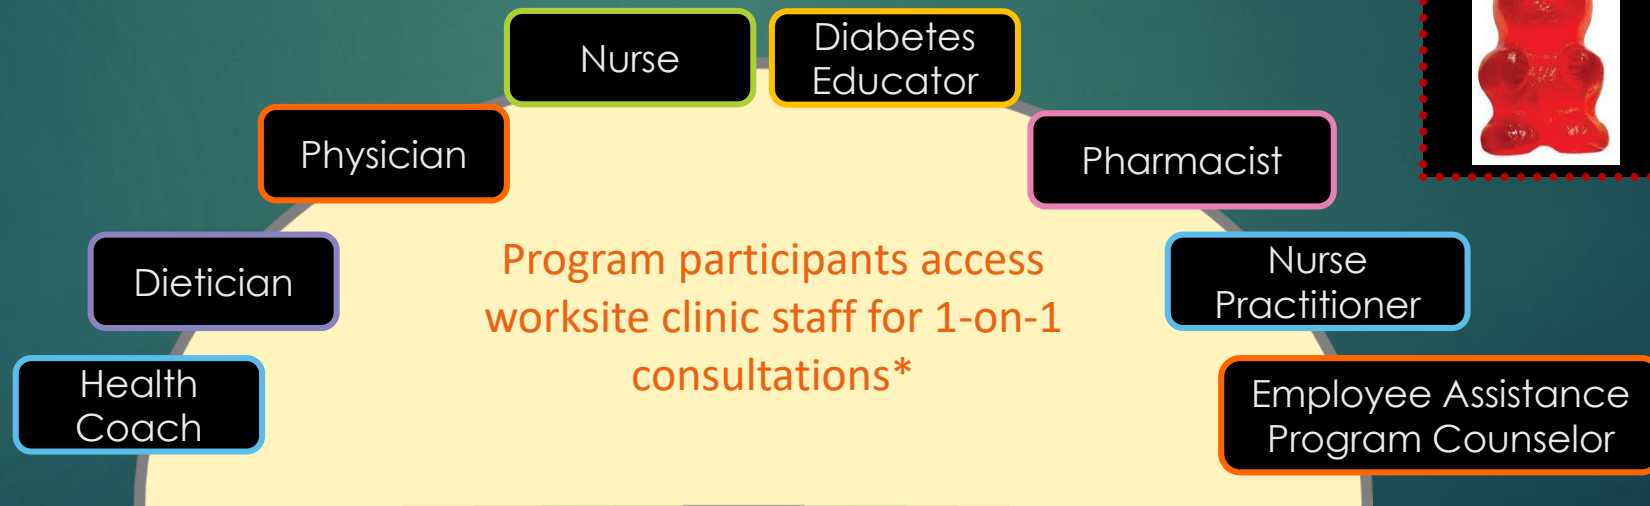 Nurse
Diabetes
Educator
Physician
Pharmacist
Dietician
Program participants access
worksite clinic staff for 1-on-1
consultations*
Nurse
Practitioner
Health
Coach
Employee Assistance
Program Counselor